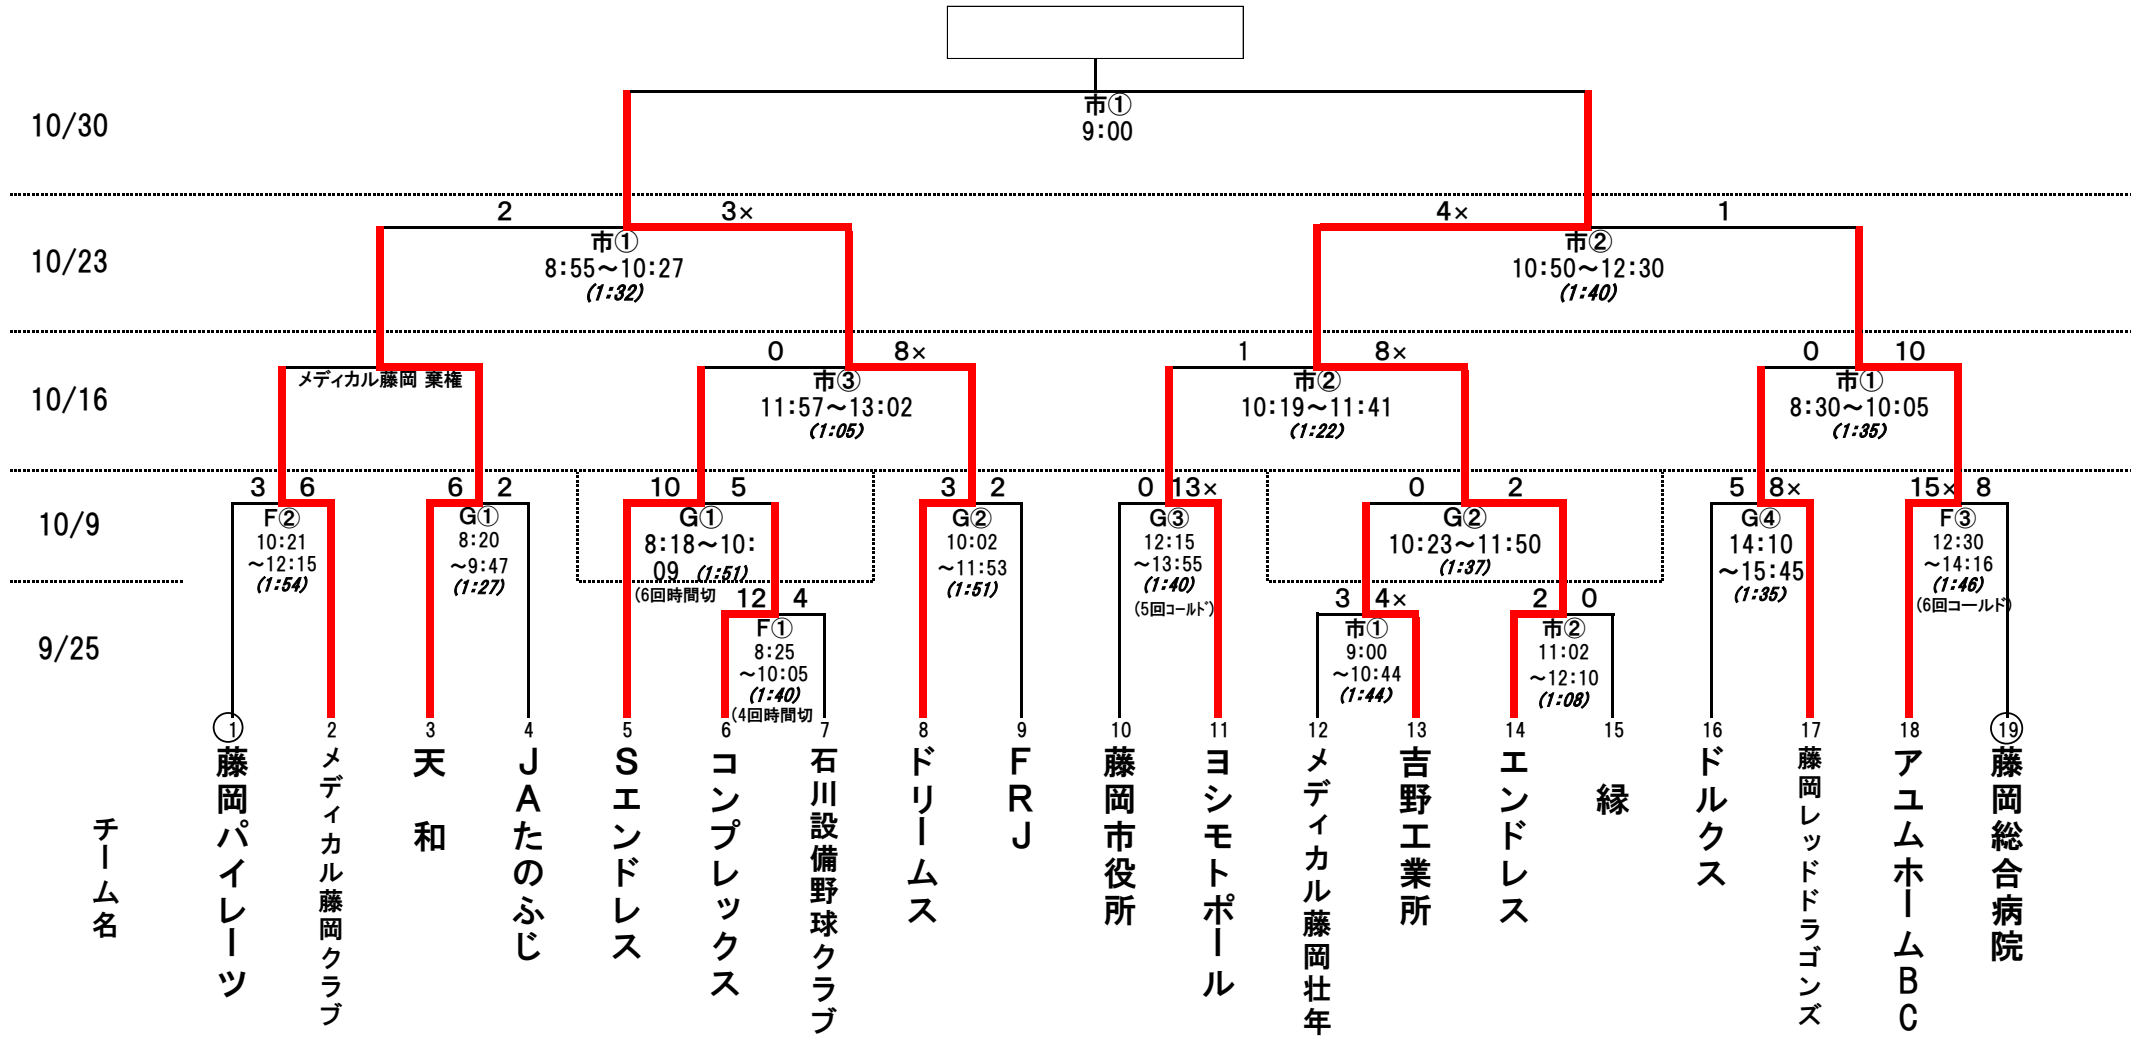 10/30
市①
9:00
2
3×
4×
1
10/23
市①
8:55～10:27
(1:32)
市②
10:50～12:30
(1:40)
0
8×
1
8×
0
10
10/16
メディカル藤岡 棄権
市③
11:57～13:02
(1:05)
市②
10:19～11:41
(1:22)
市①
8:30～10:05
(1:35)
3
6
6
2
10
5
3
2
0
13×
0
2
5
8×
15×
8
10/9
F②
10:21
～12:15
(1:54)
G①
8:20
～9:47
(1:27)
G①
8:18～10:
09 (1:51)
(6回時間切
G②
10:02
～11:53
(1:51)
G③
12:15
～13:55
(1:40)
(5回コールド)
G②
10:23～11:50
(1:37)
G④
14:10
～15:45
(1:35)
F③
12:30
～14:16
(1:46)
(6回コールド)
9/25
12
4
F①
8:25
～10:05
(1:40)
(4回時間切
3
4×
市①
9:00
～10:44
(1:44)
2
0
市②
11:02
～12:10
(1:08)
チーム名
①
藤岡パイレーツ
2
メディカル藤岡クラブ
3
天和
4
JAたのふじ
5
Sエンドレス
6
コンプレックス
7
石川設備野球クラブ
8
ドリームス
9
FRJ
10
藤岡市役所
11
ヨシモトポール
12
メディカル藤岡壮年
13
吉野工業所
14
エンドレス
15
縁
16
ドルクス
17
藤岡レッドドラゴンズ
18
アユムホームBC
⑲
藤岡総合病院